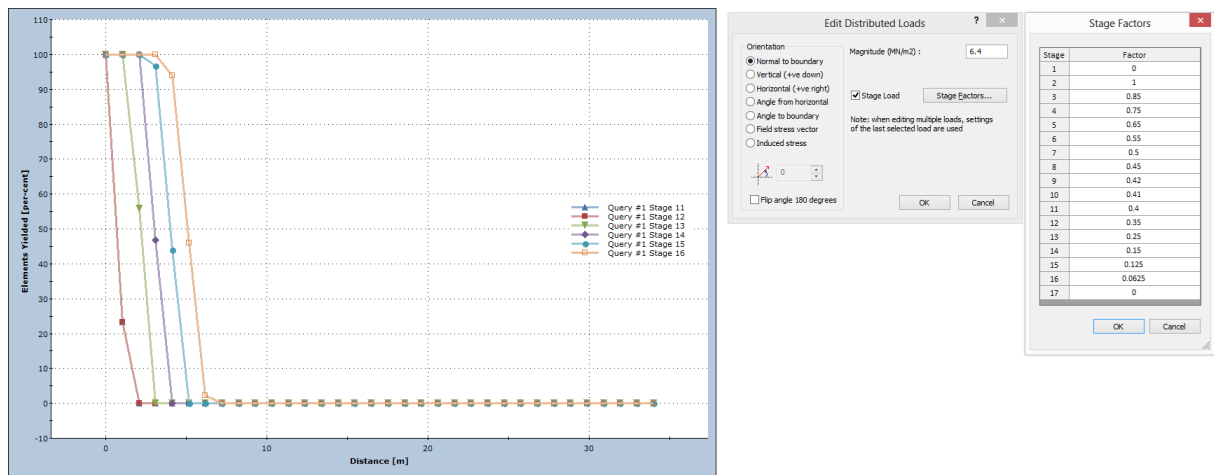 110
100
90
80
70
60
50
40
30
20
10
0
-10
Elements Yielded [per-cent]
0
10
20
30
Distance [m]
Query #1 Stage 11
Query #1 Stage 12
Query #1 Stage 13
Query #1 Stage 14
Query #1 Stage 15
Query #1 Stage 16
Edit Distributed Loads
?
×
Orientation
Normal to boundary
Vertical (+ve down)
Horizontal (+ve right)
Angle from horizontal
Angle to boundary
Field stress vector
Induced stress
0
Flip angle 180 degrees
Magnitude (MN/m2) :
6.4
Stage Load
Stage Factors...
Note: when editing multiple loads, settings
of the last selected load are used
OK
Cancel
Stage Factors
×
Stage Factor
1 0
2 1
3 0.85
4 0.75
5 0.65
6 0.55
7 0.5
8 0.45
9 0.42
10 0.41
11 0.4
12 0.35
13 0.25
14 0.15
15 0.125
16 0.0625
17 0
OK
Cancel